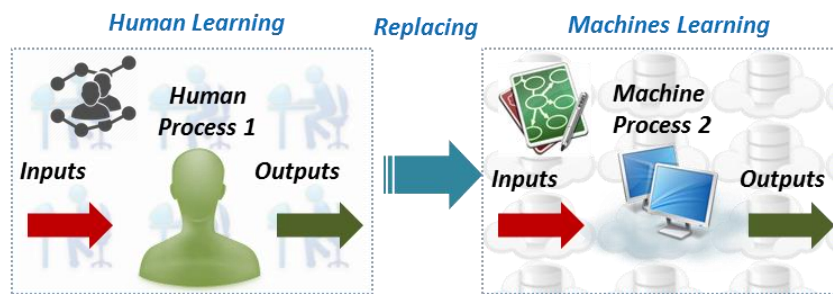 Human Learning
Replacing
Machines Learning
Human
Process 1
Inputs
Outputs
Machine
Process 2
Inputs
Outputs